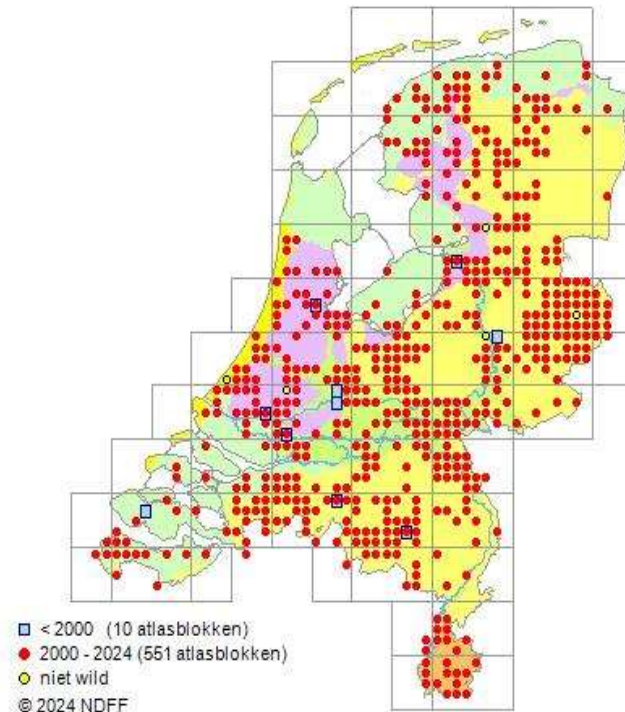 < 2000 (10 atlasblokken)
2000 - 2024 (551 atlasblokken)
niet wild
© 2024 NDFF